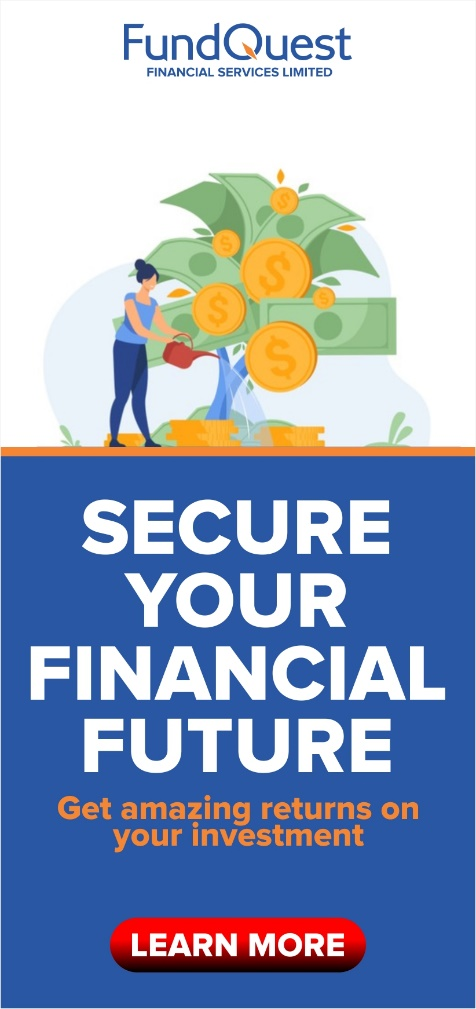 FundQuest
FINANCIAL SERVICES LIMITED
SECURE
YOUR
FINANCIAL
FUTURE
Get amazing returns on
your investment
LEARN MORE